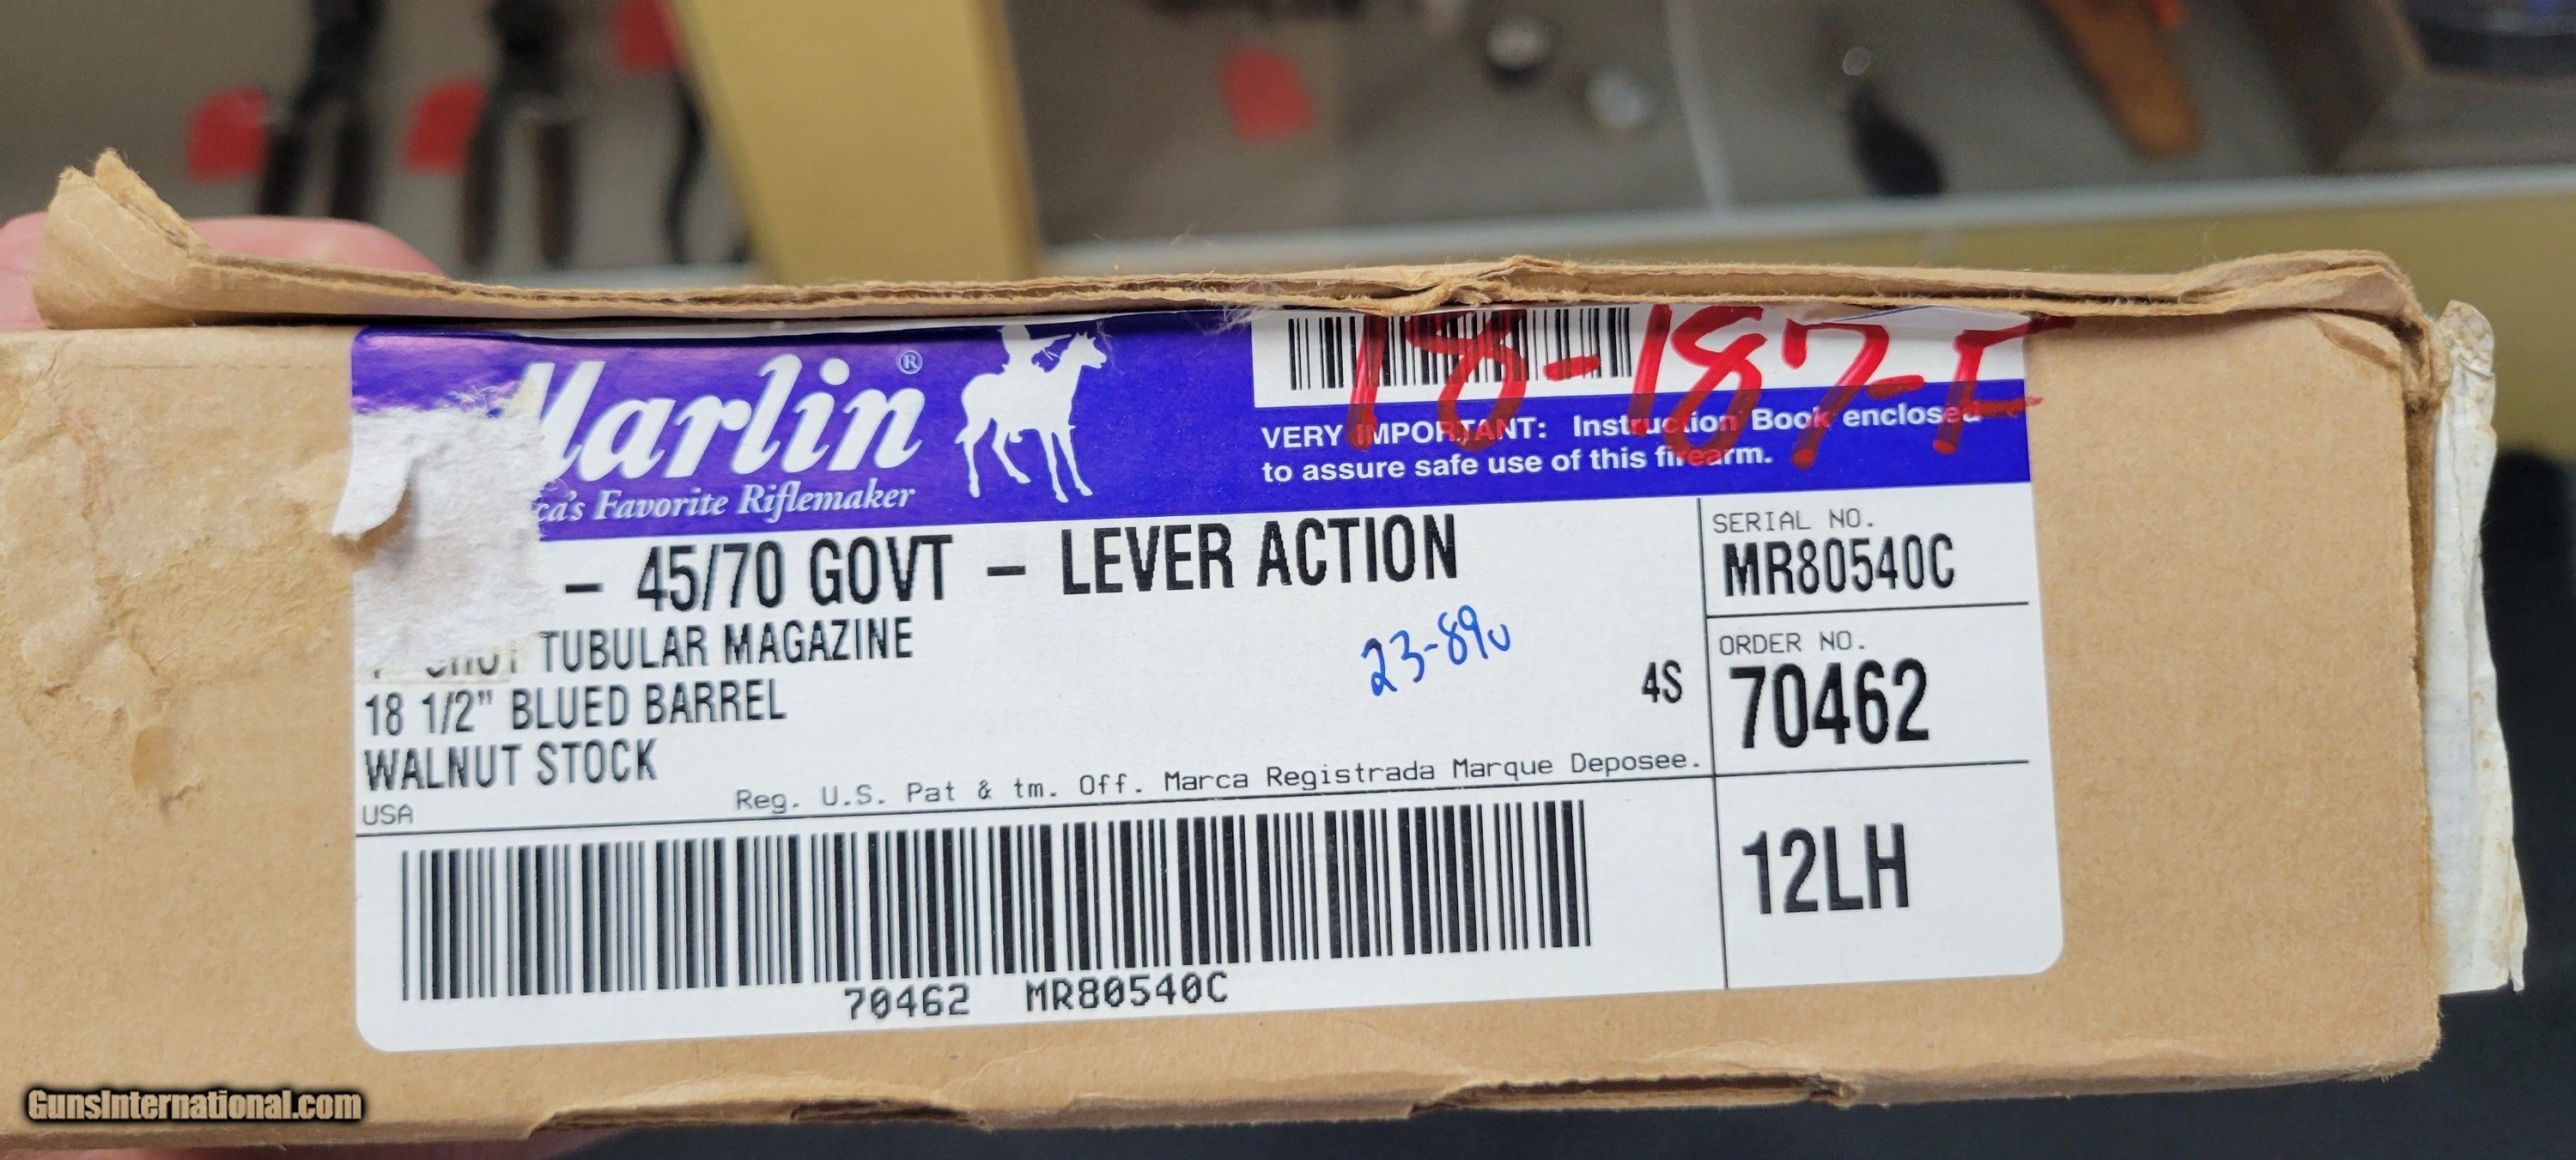 Marlin®
ca's Favorite Riflemaker
18-187-F
VERY IMPORTANT: Instruction Book enclosed
to assure safe use of this firearm.
- 45/70 GOVT - LEVER ACTION
TUBULAR MAGAZINE
18 1/2" BLUED BARREL
WALNUT STOCK
USA
23-890
4S
Reg. U.S. Pat & tm. Off. Marca Registrada Marque Deposee.
SERIAL NO.
MR80540C
ORDER NO.
70462
12LH
70462 MR80540C
GunsInternational.com